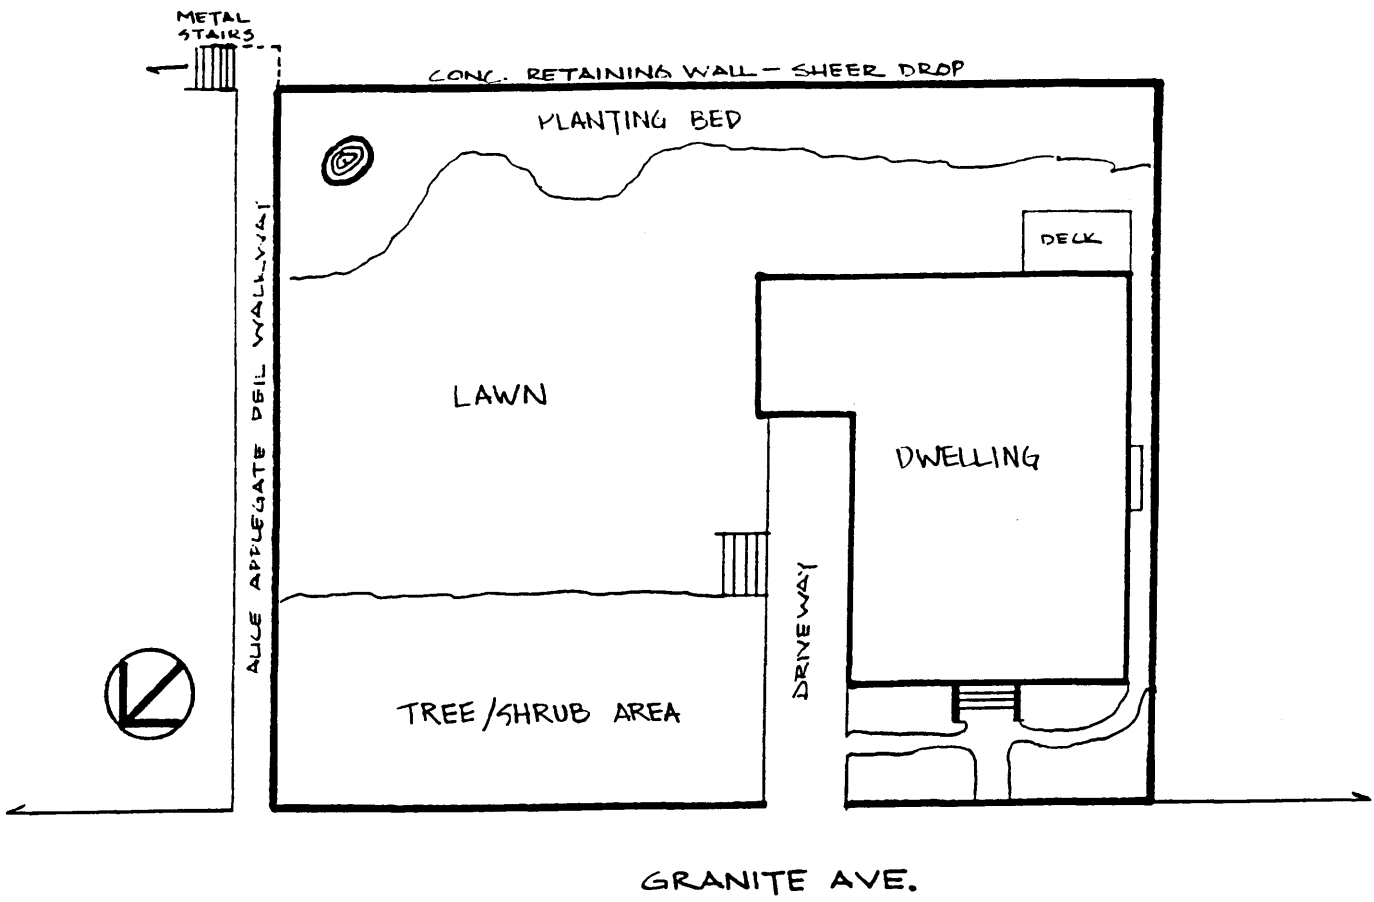 METAL
STAIRS
CONC. RETAINING WALL - SHEER DROP
PLANTING BED
DECK
ALICE APPLEGATE PEIL WALKWAY
LAWN
DWELLING
DRIVEWAY
TREE/SHRUB AREA
GRANITE AVE.